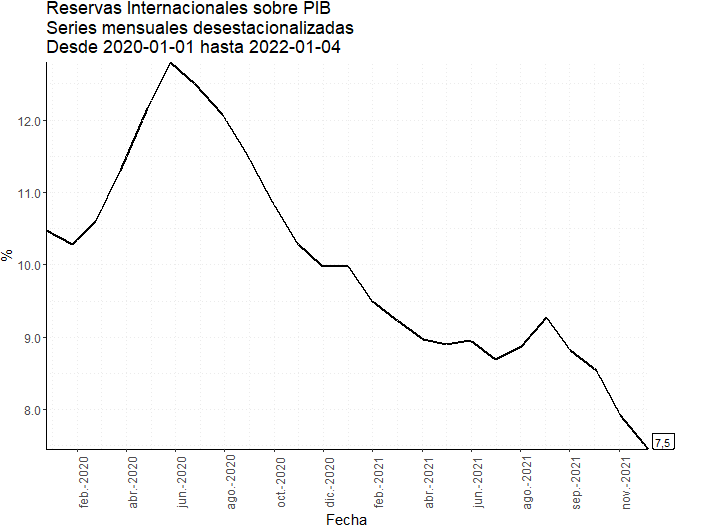 Reservas Internacionales sobre PIB
Series mensuales desestacionalizadas
Desde 2020-01-01 hasta 2022-01-04
%
12.0
11.0
10.0
9.0
8.0
7,5
feb.-2020
abr.-2020
jun.-2020
ago.-2020
oct.-2020
dic.-2020
feb.-2021
abr.-2021
jun.-2021
ago.-2021
sep.-2021
nov.-2021
Fecha